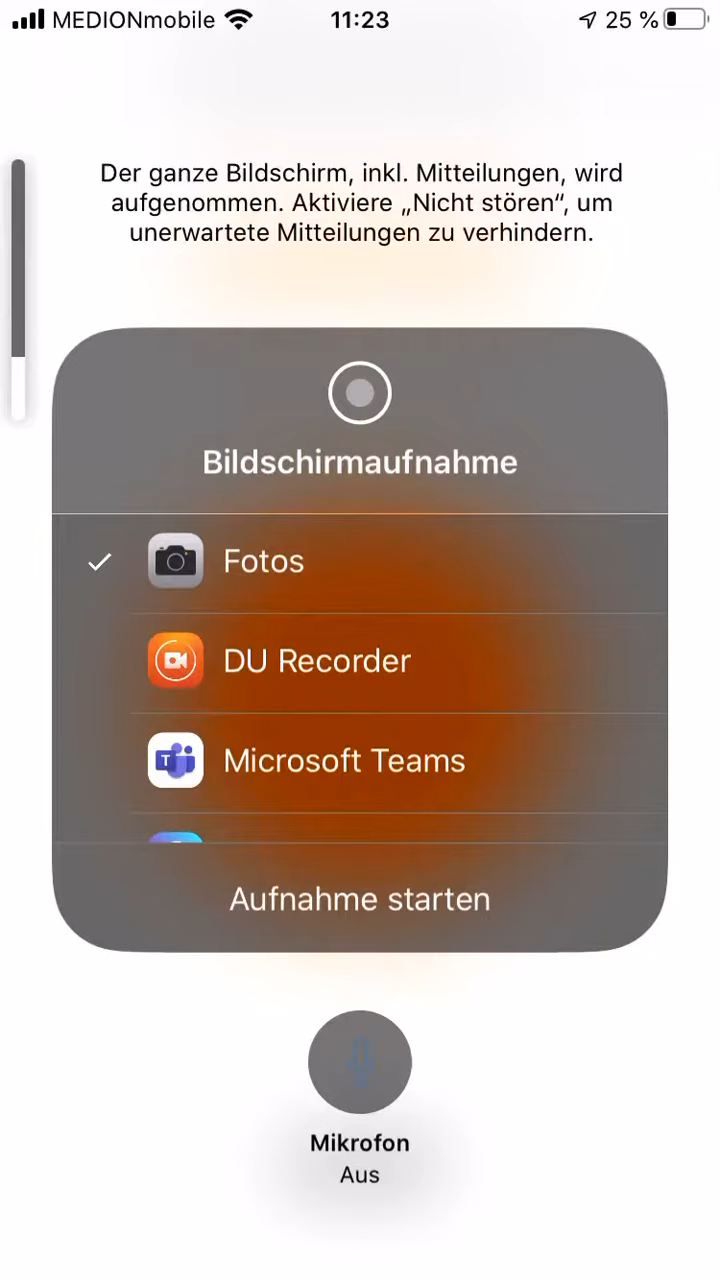 MEDIONmobile 11:23 25 %
Der ganze Bildschirm, inkl. Mitteilungen, wird
aufgenommen. Aktiviere „Nicht stören“, um
unerwartete Mitteilungen zu verhindern.
Bildschirmaufnahme
Fotos
DU Recorder
T
Microsoft Teams
Aufnahme starten
Mikrofon
Aus